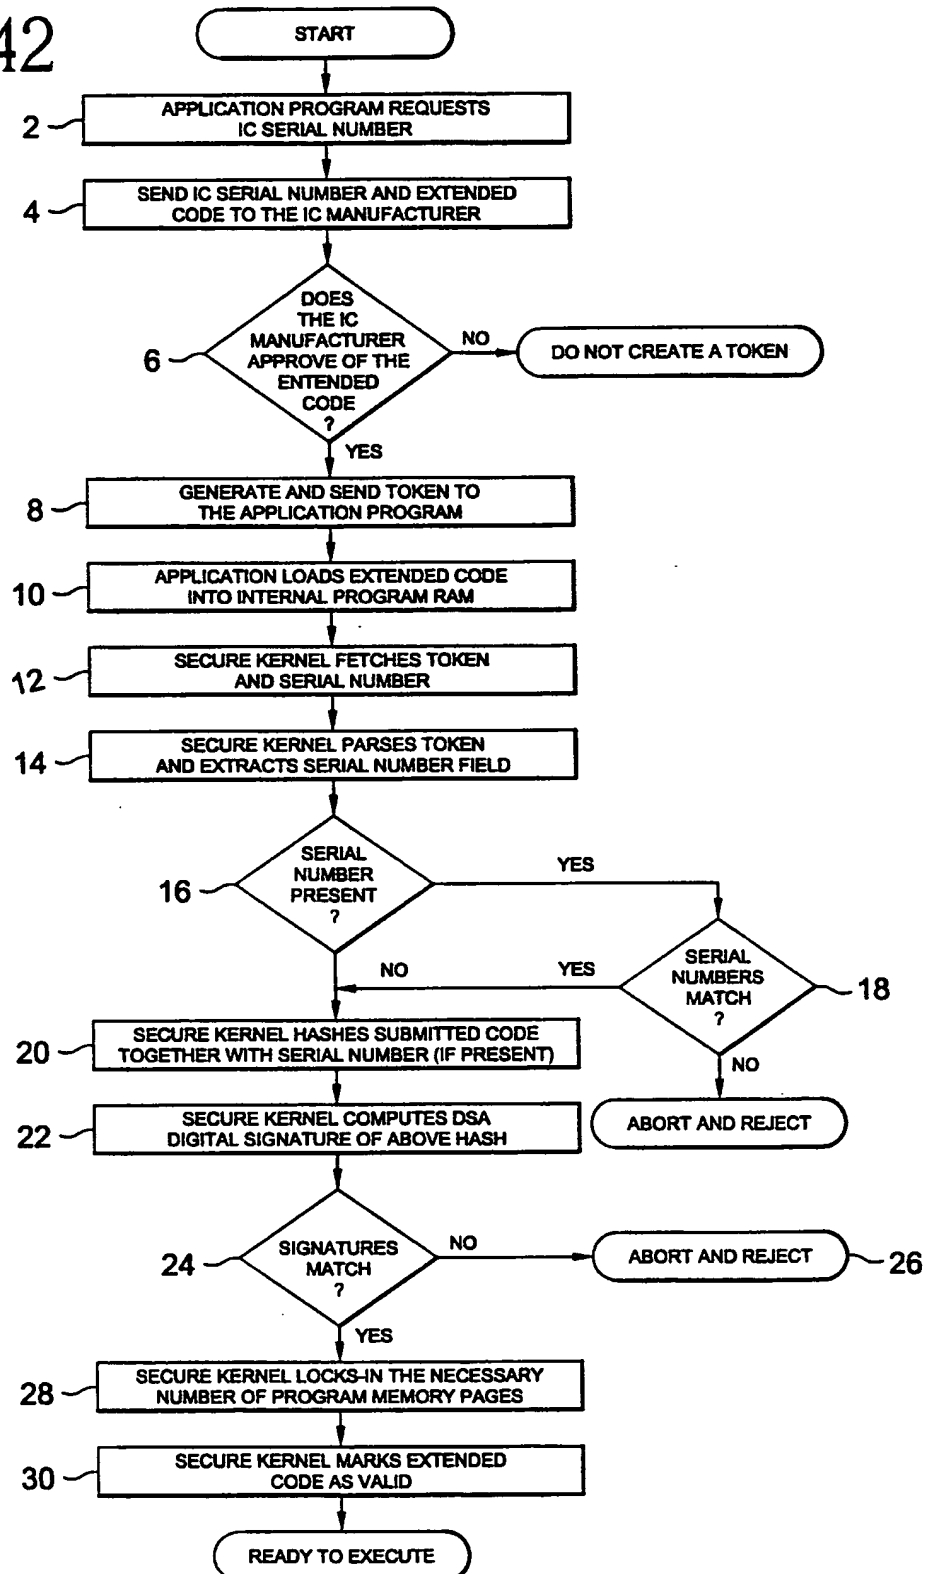 42
START
2
APPLICATION PROGRAM REQUESTS
IC SERIAL NUMBER
4
SEND IC SERIAL NUMBER AND EXTENDED
CODE TO THE IC MANUFACTURER
6
DOES
THE IC
MANUFACTURER
APPROVE OF THE
ENTENDED
CODE
?
NO
DO NOT CREATE A TOKEN
YES
8
GENERATE AND SEND TOKEN TO
THE APPLICATION PROGRAM
10
APPLICATION LOADS EXTENDED CODE
INTO INTERNAL PROGRAM RAM
12
SECURE KERNEL FETCHES TOKEN
AND SERIAL NUMBER
14
SECURE KERNEL PARSES TOKEN
AND EXTRACTS SERIAL NUMBER FIELD
16
SERIAL
NUMBER
PRESENT
?
YES
NO
YES
SERIAL
NUMBERS
MATCH
?
18
NO
ABORT AND REJECT
20
SECURE KERNEL HASHES SUBMITTED CODE
TOGETHER WITH SERIAL NUMBER (IF PRESENT)
22
SECURE KERNEL COMPUTES DSA
DIGITAL SIGNATURE OF ABOVE HASH
24
SIGNATURES
MATCH
?
NO
ABORT AND REJECT
26
YES
28
SECURE KERNEL LOCKS-IN THE NECESSARY
NUMBER OF PROGRAM MEMORY PAGES
30
SECURE KERNEL MARKS EXTENDED
CODE AS VALID
READY TO EXECUTE